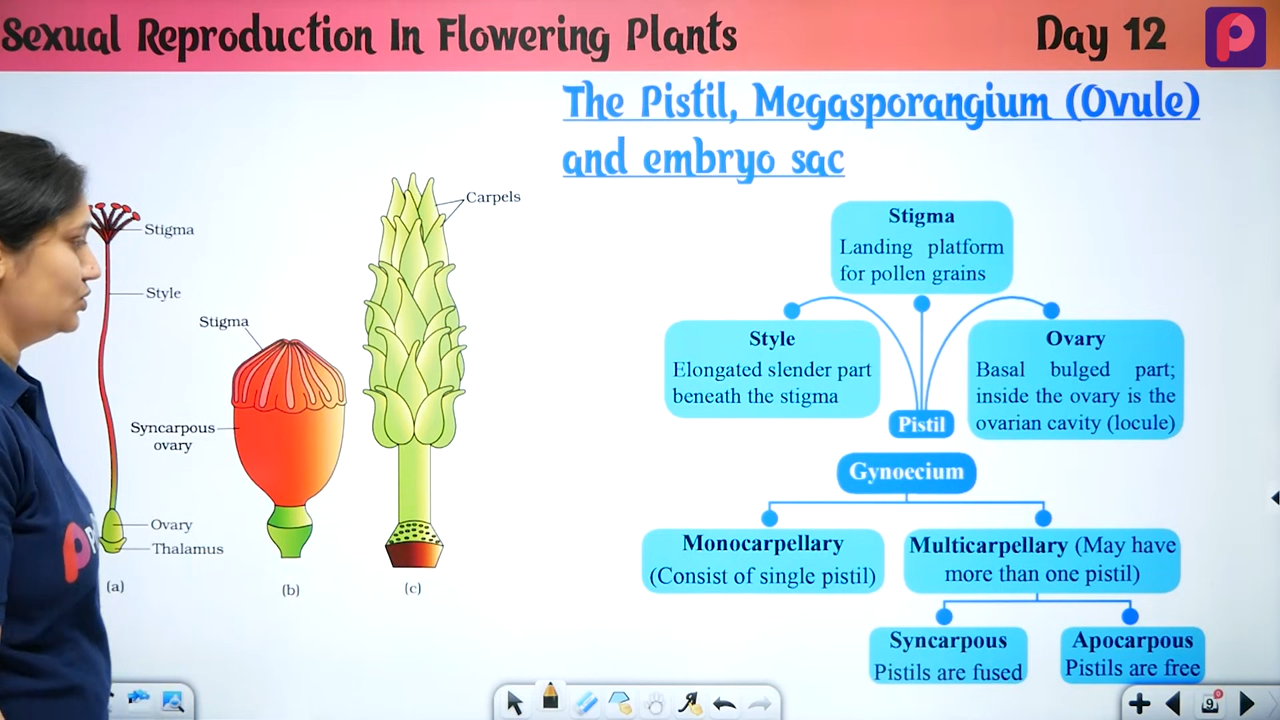 Sexual Reproduction In Flowering Plants
Day 12
The Pistil, Megasporangium (Ovule)
and embryo sac
Stigma
Style
Ovary
Thalamus
(a)
Stigma
Syncarpous
ovary
(b)
Carpels
(c)
Stigma
Landing platform
for pollen grains
Style
Elongated slender part
beneath the stigma
Ovary
Basal bulged part;
inside the ovary is the
ovarian cavity (locule)
Pistil
Gynoecium
Monocarpellary
(Consist of single pistil)
Multicarpellary (May have
more than one pistil)
Syncarpous
Pistils are fused
Apocarpous
Pistils are free
9